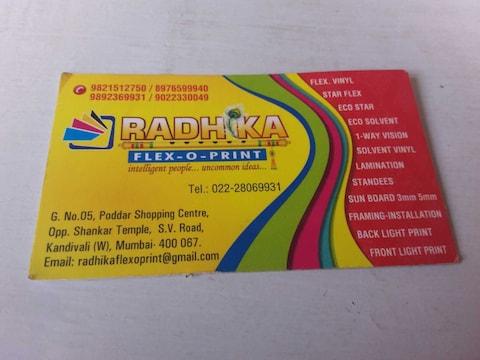 9821512750 / 8976599940
9892369931 / 9022330049
RADHIKA
FLEX-O-PRINT
intelligent people... uncommon ideas...
Tel.: 022-28069931
G. No.05, Poddar Shopping Centre,
Opp. Shankar Temple, S.V. Road,
Kandivali (W), Mumbai- 400 067.
Email: radhikaflexoprint@gmail.com
FLEX. VINYL
STAR FLEX
ECO STAR
ECO SOLVENT
1-WAY VISION
SOLVENT VINYL
LAMINATION
STANDEES
SUN BOARD 3mm 5mm
FRAMING-INSTALLATION
BACK LIGHT PRINT
FRONT LIGHT PRINT